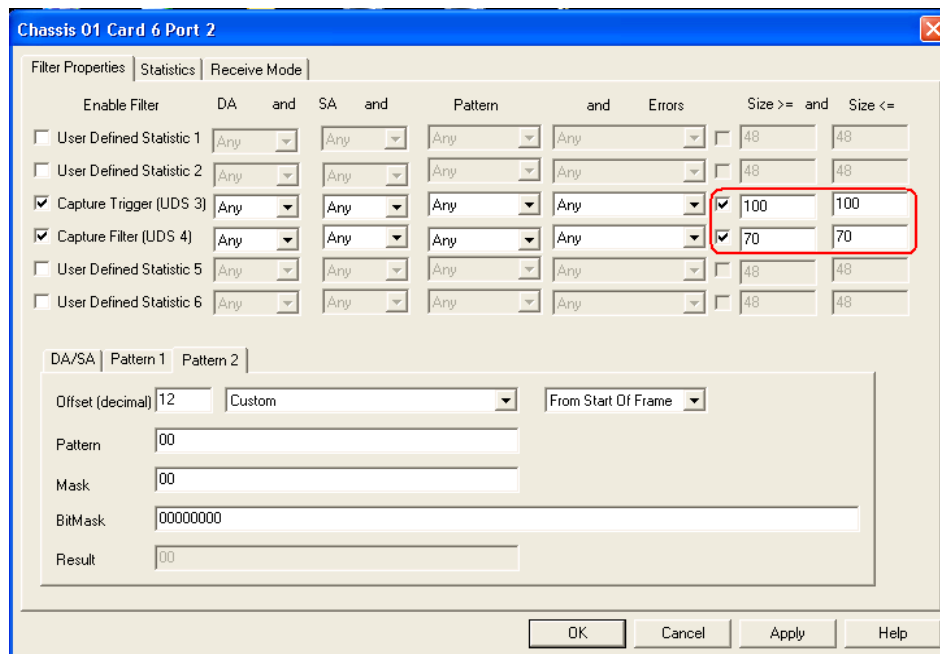 Chassis 01 Card 6 Port 2
Filter Properties Statistics Receive Mode
Enable Filter DA and SA and Pattern and Errors Size >= and Size <=
User Defined Statistic 1 Any Any Any Any 48 48
User Defined Statistic 2 Any Any Any Any 48 48
Capture Trigger (UDS 3) Any Any Any Any 100 100
Capture Filter (UDS 4) Any Any Any Any 70 70
User Defined Statistic 5 Any Any Any Any 48 48
User Defined Statistic 6 Any Any Any Any 48 48
DA/SA Pattern 1 Pattern 2
Offset (decimal) 12 Custom From Start Of Frame
Pattern 00
Mask 00
BitMask 00000000
Result 00
OK Cancel Apply Help